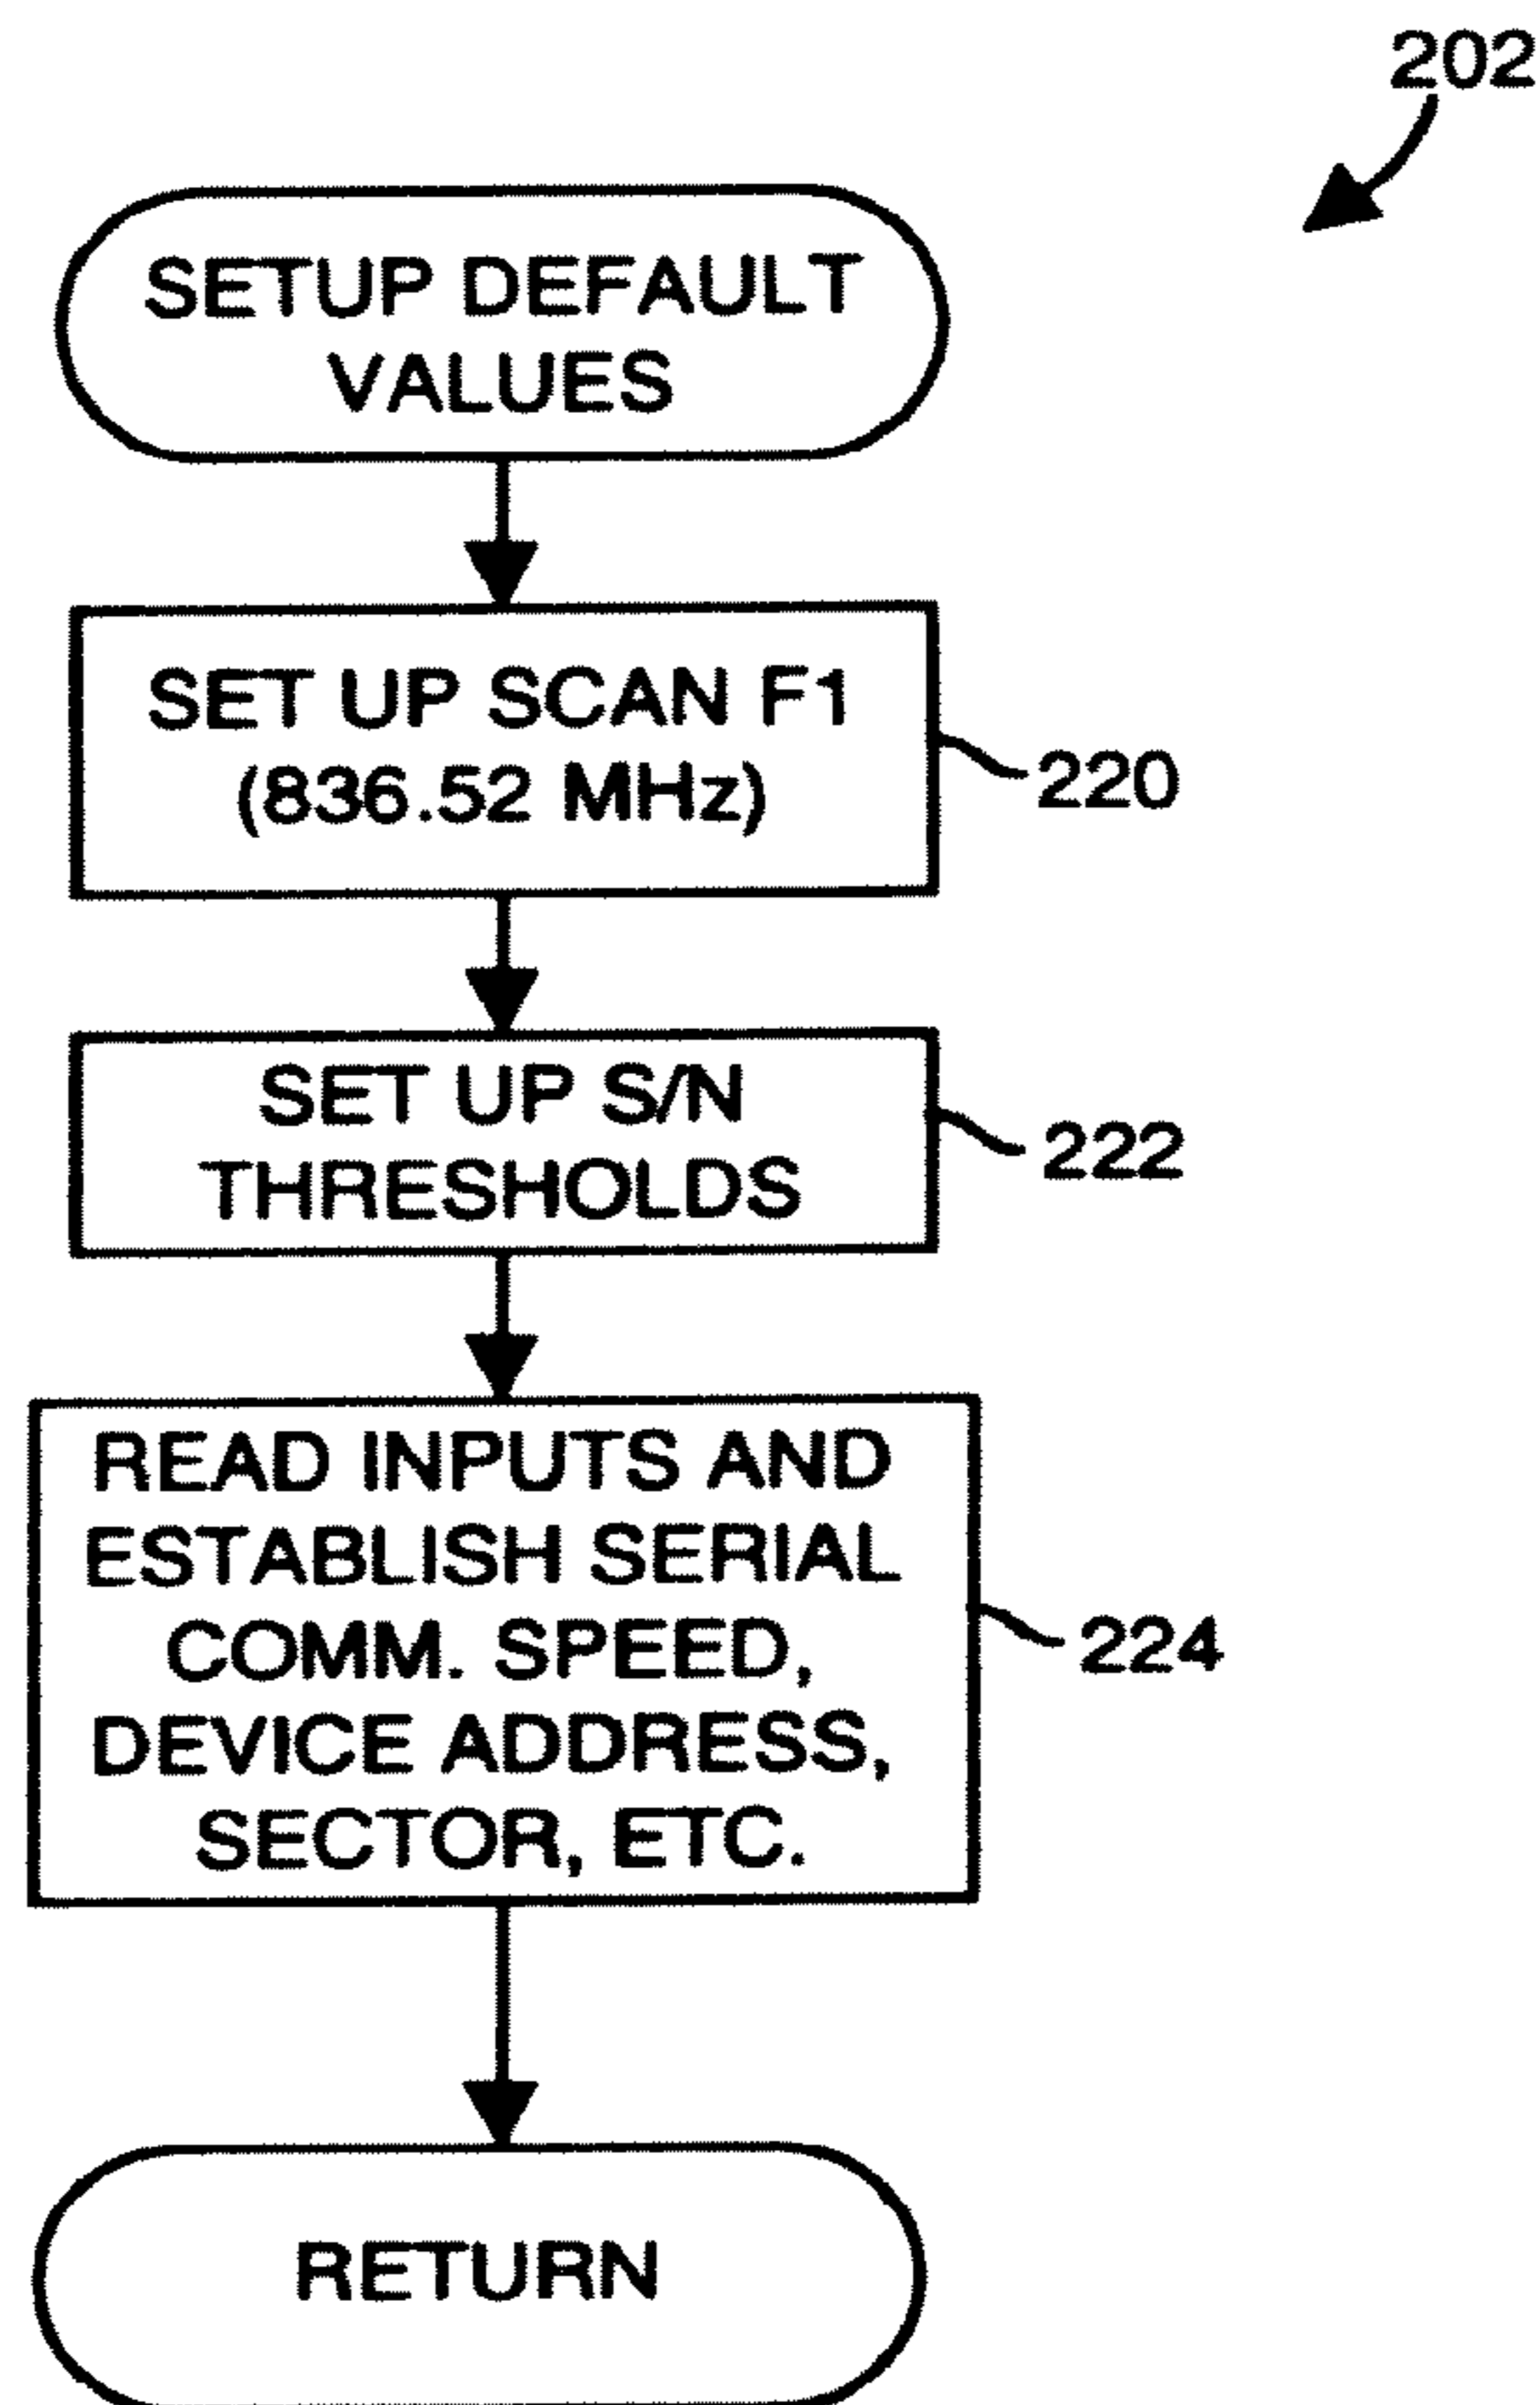 202
SETUP DEFAULT
VALUES
SET UP SCAN F1
(836.52 MHz)
220
SET UP S/N
THRESHOLDS
222
READ INPUTS AND
ESTABLISH SERIAL
COMM. SPEED,
DEVICE ADDRESS,
SECTOR, ETC.
224
RETURN